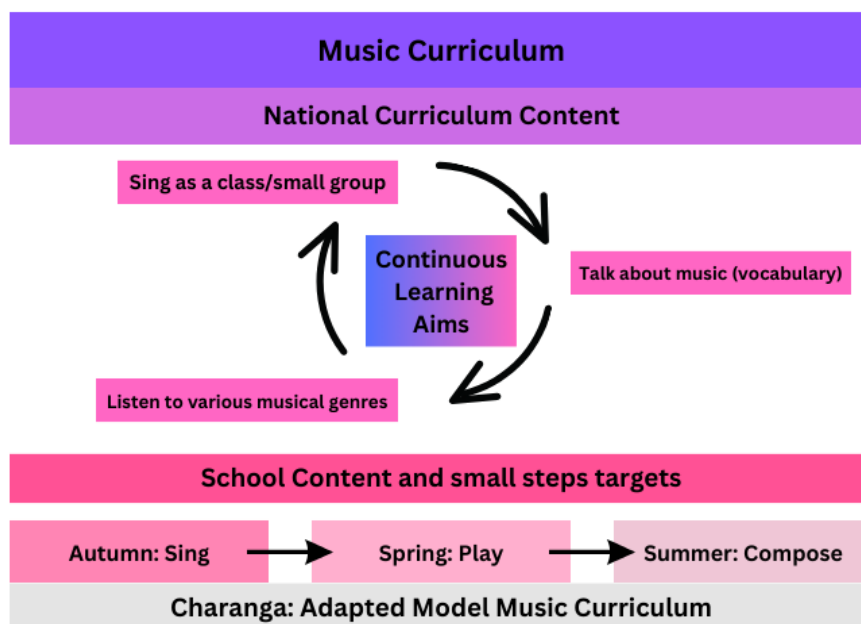 Music Curriculum
National Curriculum Content
Sing as a class/small group
Continuous
Learning
Aims
Talk about music (vocabulary)
Listen to various musical genres
School Content and small steps targets
Autumn: Sing
Spring: Play
Summer: Compose
Charanga: Adapted Model Music Curriculum